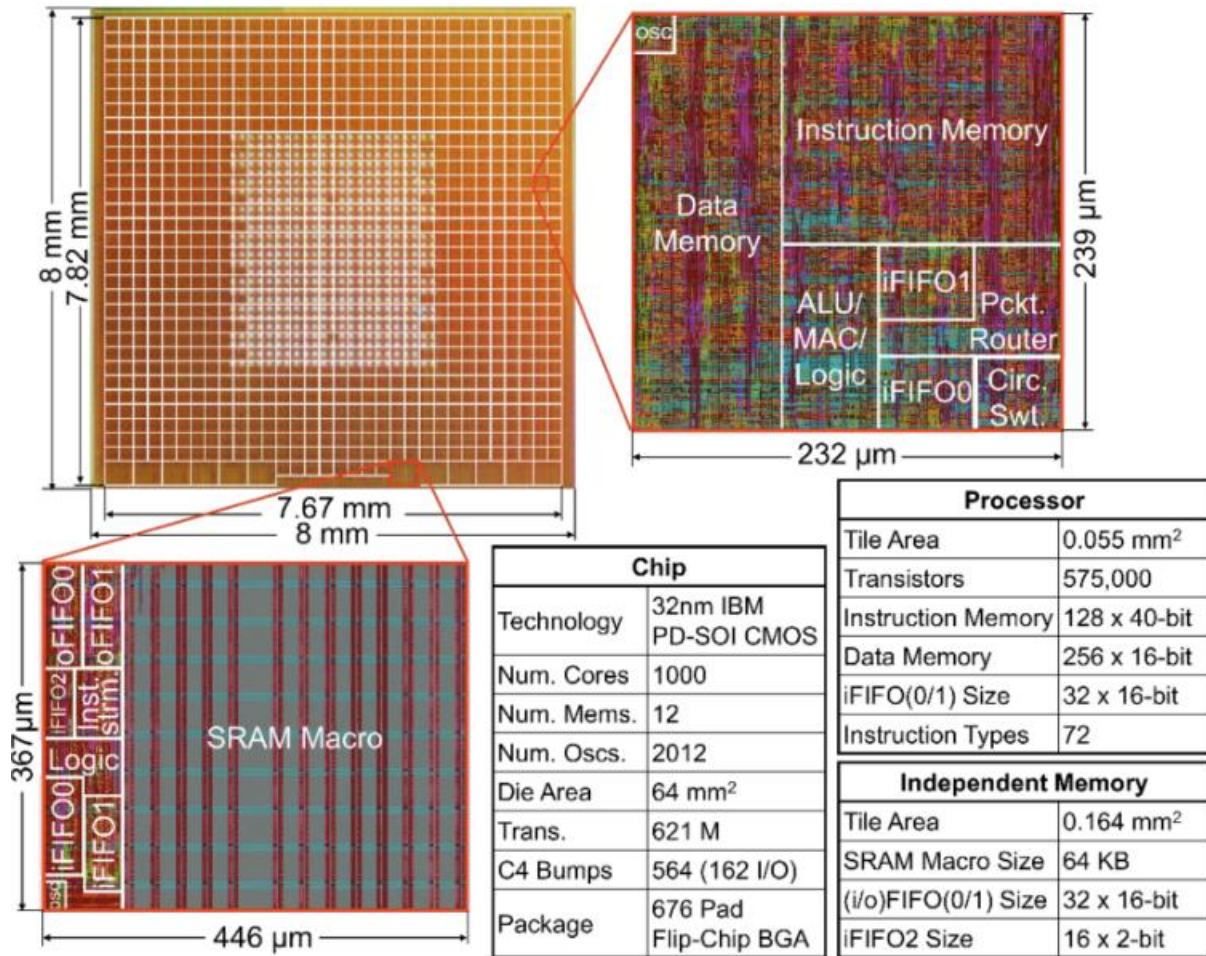 8 mm
7.82 mm
7.67 mm
8 mm
osc
Instruction Memory
Data
Memory
ALU/
MAC/
Logic
iFIFO1
Pckt.
Router
iFIFO0
Circ.
Swt.
239 μm
232 μm
oFIFO0
oFIFO1
iFIFO2
Inst.
strm.
Logic
iFIFO0
iFIFO1
osc
SRAM Macro
367μm
446 μm
Chip
Technology 32nm IBM
PD-SOI CMOS
Num. Cores 1000
Num. Mems. 12
Num. Oscs. 2012
Die Area 64 mm²
Trans. 621 M
C4 Bumps 564 (162 I/O)
Package 676 Pad
Flip-Chip BGA
Processor
Tile Area 0.055 mm²
Transistors 575,000
Instruction Memory 128 x 40-bit
Data Memory 256 x 16-bit
iFIFO(0/1) Size 32 x 16-bit
Instruction Types 72
Independent Memory
Tile Area 0.164 mm²
SRAM Macro Size 64 KB
(i/o)FIFO(0/1) Size 32 x 16-bit
iFIFO2 Size 16 x 2-bit